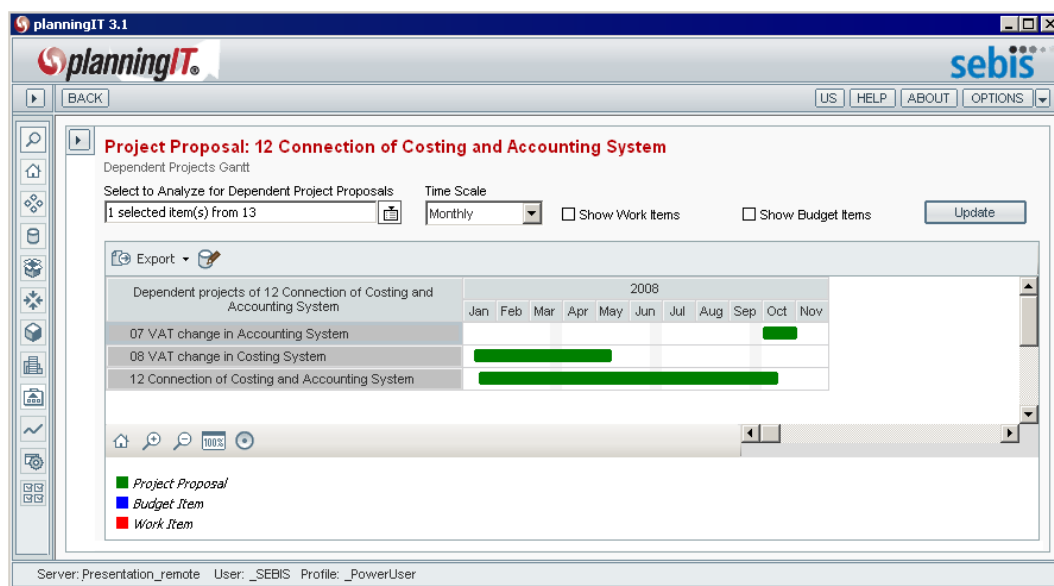 planningIT 3.1
planningIT®
sebis
BACK
US HELP ABOUT OPTIONS
Project Proposal: 12 Connection of Costing and Accounting System
Dependent Projects Gantt
Select to Analyze for Dependent Project Proposals Time Scale
1 selected item(s) from 13 Monthly Show Work Items Show Budget Items Update
Export
Dependent projects of 12 Connection of Costing and
Accounting System
2008
Jan Feb Mar Apr May Jun Jul Aug Sep Oct Nov
07 VAT change in Accounting System
08 VAT change in Costing System
12 Connection of Costing and Accounting System
100%
Project Proposal
Budget Item
Work Item
Server: Presentation_remote User: _SEBIS Profile: _PowerUser